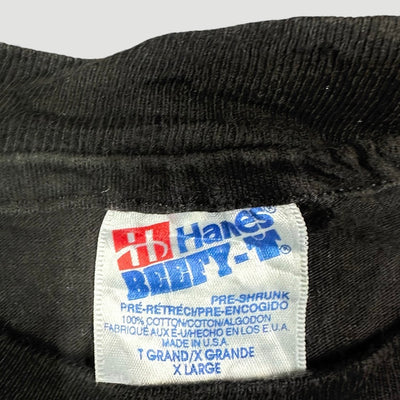 Hanes®
BEEFY-T®
PRE-SHRUNK
PRÉ-RÉTRÉCI/PRE-ENCOGIDO
100% COTTON/COTON/ALGODON
FABRIQUÉ AUX E-U/HECHO EN LOS E.U.A.
MADE IN U.S.A.
T GRAND/X GRANDE
X LARGE